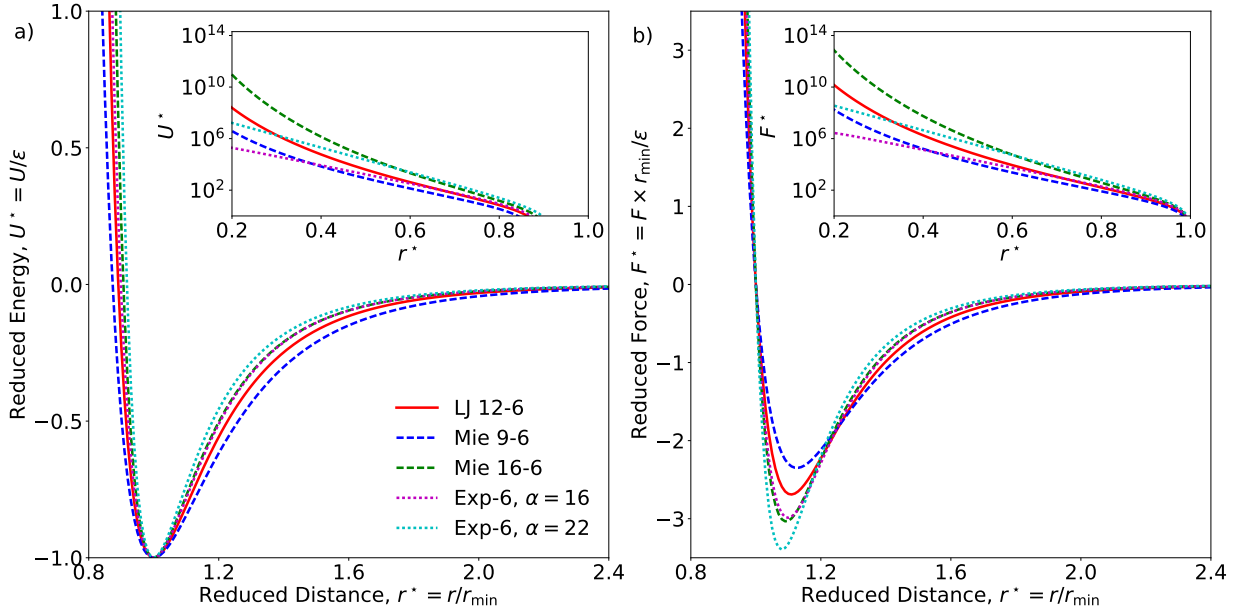 a)
Reduced Energy, U⋆ = U/ε
1.0
0.5
0.0
−0.5
−1.0
0.8 1.2 1.6 2.0 2.4
Reduced Distance, r⋆ = r/r_min
U⋆
10^14
10^10
10^6
10^2
0.2 0.4 0.6 0.8 1.0
r⋆
LJ 12-6
Mie 9-6
Mie 16-6
Exp-6, α = 16
Exp-6, α = 22
b)
Reduced Force, F⋆ = F × r_min/ε
3
2
1
0
−1
−2
−3
0.8 1.2 1.6 2.0 2.4
Reduced Distance, r⋆ = r/r_min
F⋆
10^14
10^10
10^6
10^2
0.2 0.4 0.6 0.8 1.0
r⋆